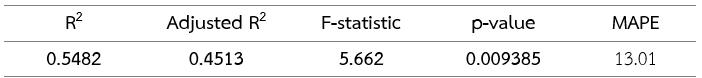 R² Adjusted R² F-statistic p-value MAPE
0.5482 0.4513 5.662 0.009385 13.01